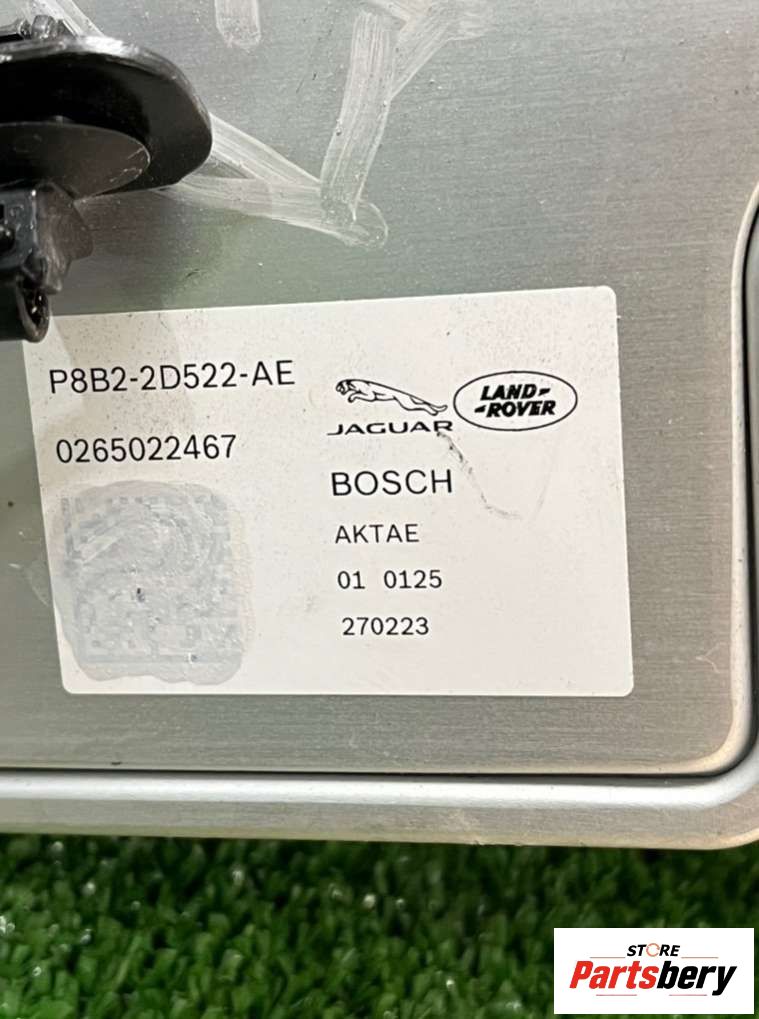 P8B2-2D522-AE
0265022467
JAGUAR
LAND-
-ROVER
BOSCH
AKTAE
01 0125
270223
STORE
Partsbery